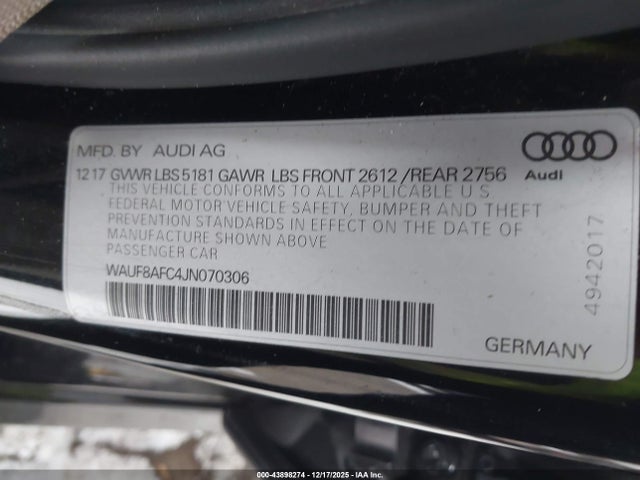 MFD. BY AUDI AG
12 17 GVWR LBS 5181 GAWR LBS FRONT 2612 /REAR 2756
THIS VEHICLE CONFORMS TO ALL APPLICABLE U S
FEDERAL MOTOR VEHICLE SAFETY, BUMPER AND THEFT
PREVENTION STANDARDS IN EFFECT ON THE DATE OF
MANUFACTURE SHOWN ABOVE
PASSENGER CAR
WAUF8AFC4JN070306
Audi
4942017
GERMANY
00-43898274 - 12/17/2025 - IAA Inc.